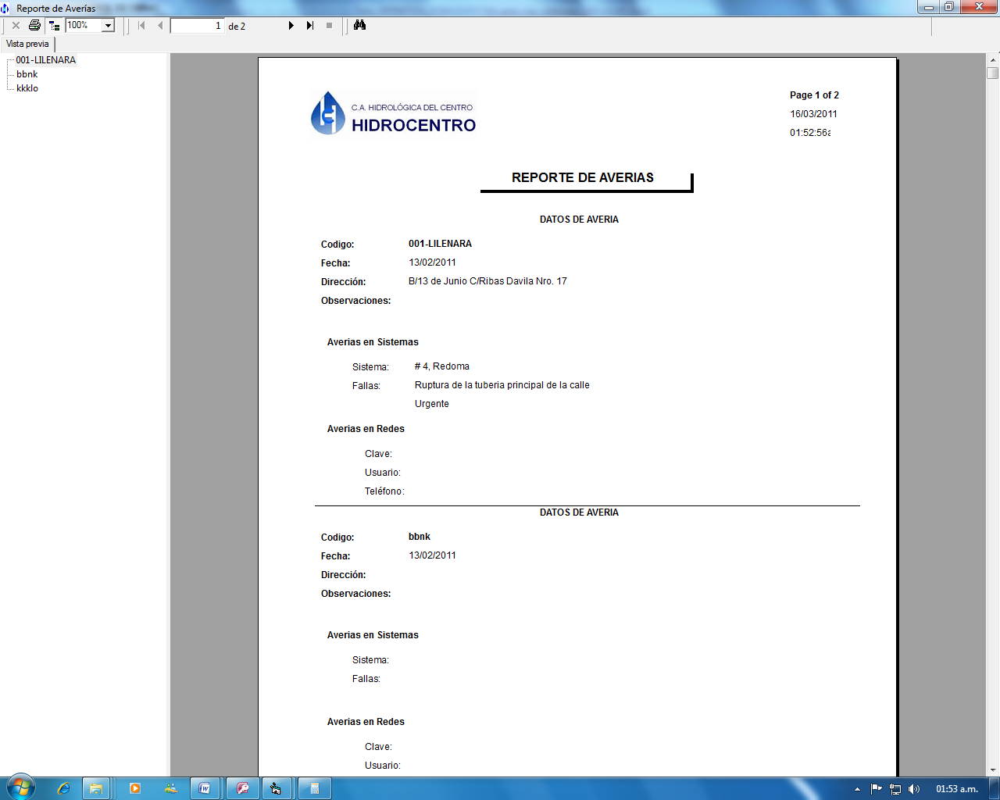 Reporte de Averías
100%
1 de 2
Vista previa
001-LILENARA
bbnk
kkklo
C.A. HIDROLÓGICA DEL CENTRO
HIDROCENTRO
Page 1 of 2
16/03/2011
01:52:56a
REPORTE DE AVERIAS
DATOS DE AVERIA
Codigo: 001-LILENARA
Fecha: 13/02/2011
Dirección: B/13 de Junio C/Ribas Davila Nro. 17
Observaciones:
Averias en Sistemas
Sistema: # 4, Redoma
Fallas: Ruptura de la tuberia principal de la calle
Urgente
Averias en Redes
Clave:
Usuario:
Teléfono:
DATOS DE AVERIA
Codigo: bbnk
Fecha: 13/02/2011
Dirección:
Observaciones:
Averias en Sistemas
Sistema:
Fallas:
Averias en Redes
Clave:
Usuario:
01:53 a.m.